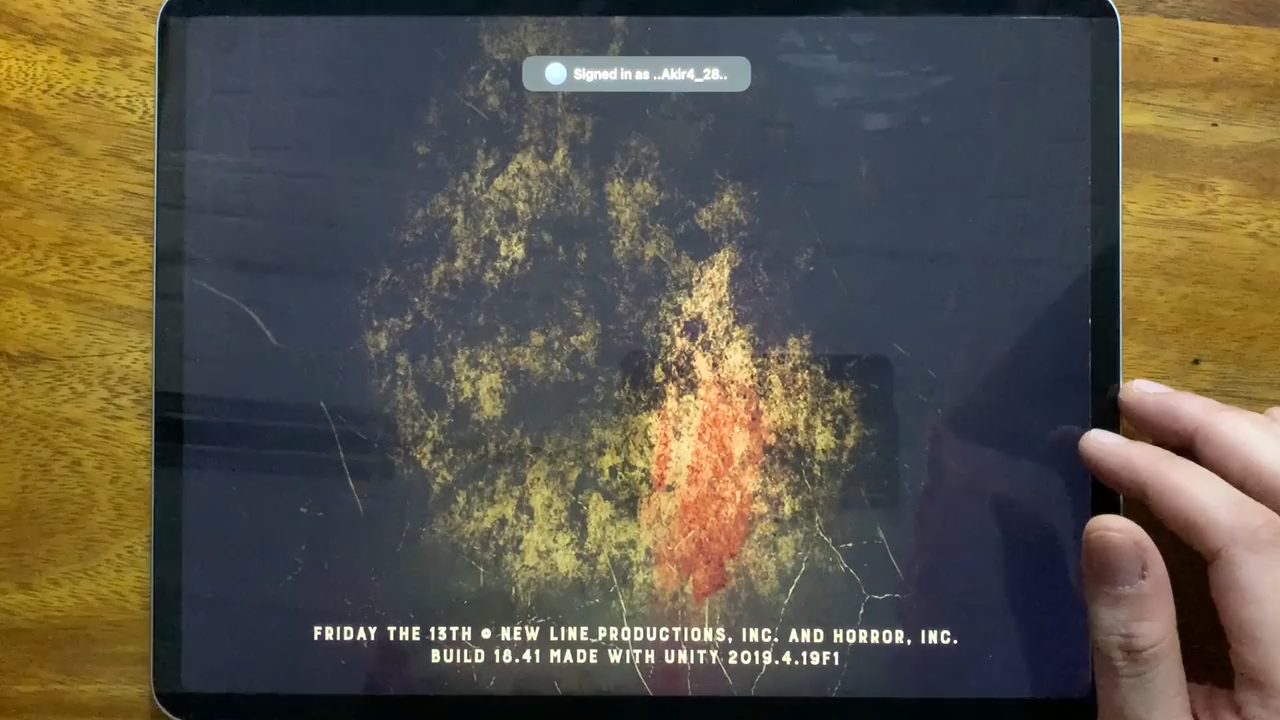 Signed in as ..Akir4_28..
FRIDAY THE 13TH © NEW LINE PRODUCTIONS, INC. AND HORROR, INC.
BUILD 18.41 MADE WITH UNITY 2019.4.19F1